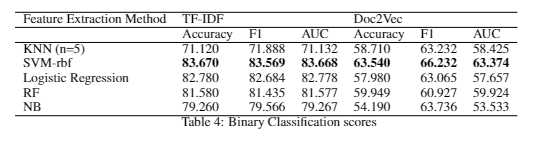 Feature Extraction Method TF-IDF Doc2Vec
Accuracy F1 AUC Accuracy F1 AUC
KNN (n=5) 71.120 71.888 71.132 58.710 63.232 58.425
SVM-rbf 83.670 83.569 83.668 63.540 66.232 63.374
Logistic Regression 82.780 82.684 82.778 57.980 63.065 57.657
RF 81.580 81.435 81.577 59.949 60.927 59.924
NB 79.260 79.566 79.267 54.190 63.736 53.533
Table 4: Binary Classification scores